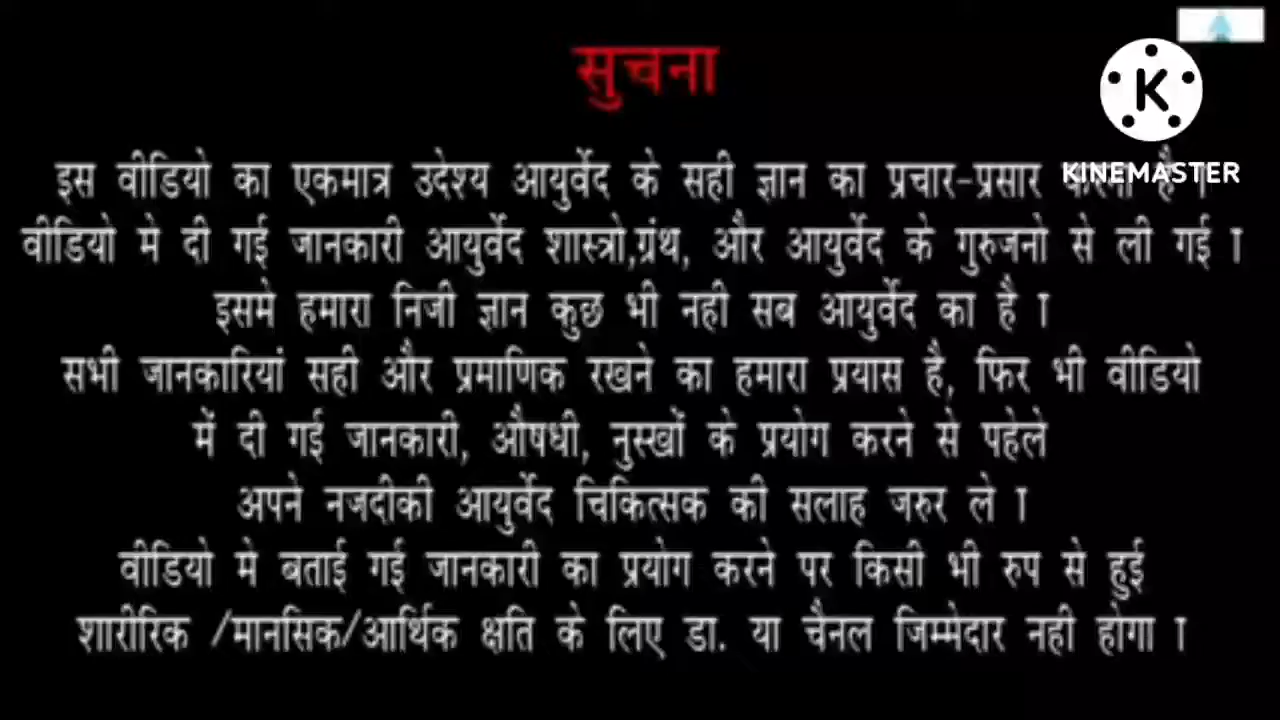 सुचना
K
KINEMASTER
इस वीडियो का एकमात्र उदेश्य आयुर्वेद के सही ज्ञान का प्रचार-प्रसार करना है ।
वीडियो मे दी गई जानकारी आयुर्वेद शास्त्रो,ग्रंथ, और आयुर्वेद के गुरुजनो से ली गई ।
इसमे हमारा निजी ज्ञान कुछ भी नही सब आयुर्वेद का है ।
सभी जानकारियां सही और प्रमाणिक रखने का हमारा प्रयास है, फिर भी वीडियो
में दी गई जानकारी, औषधी, नुस्खों के प्रयोग करने से पहेले
अपने नजदीकी आयुर्वेद चिकित्सक की सलाह जरुर ले ।
वीडियो मे बताई गई जानकारी का प्रयोग करने पर किसी भी रुप से हुई
शारीरिक /मानसिक/आर्थिक क्षति के लिए डा. या चैनल जिम्मेदार नही होगा ।